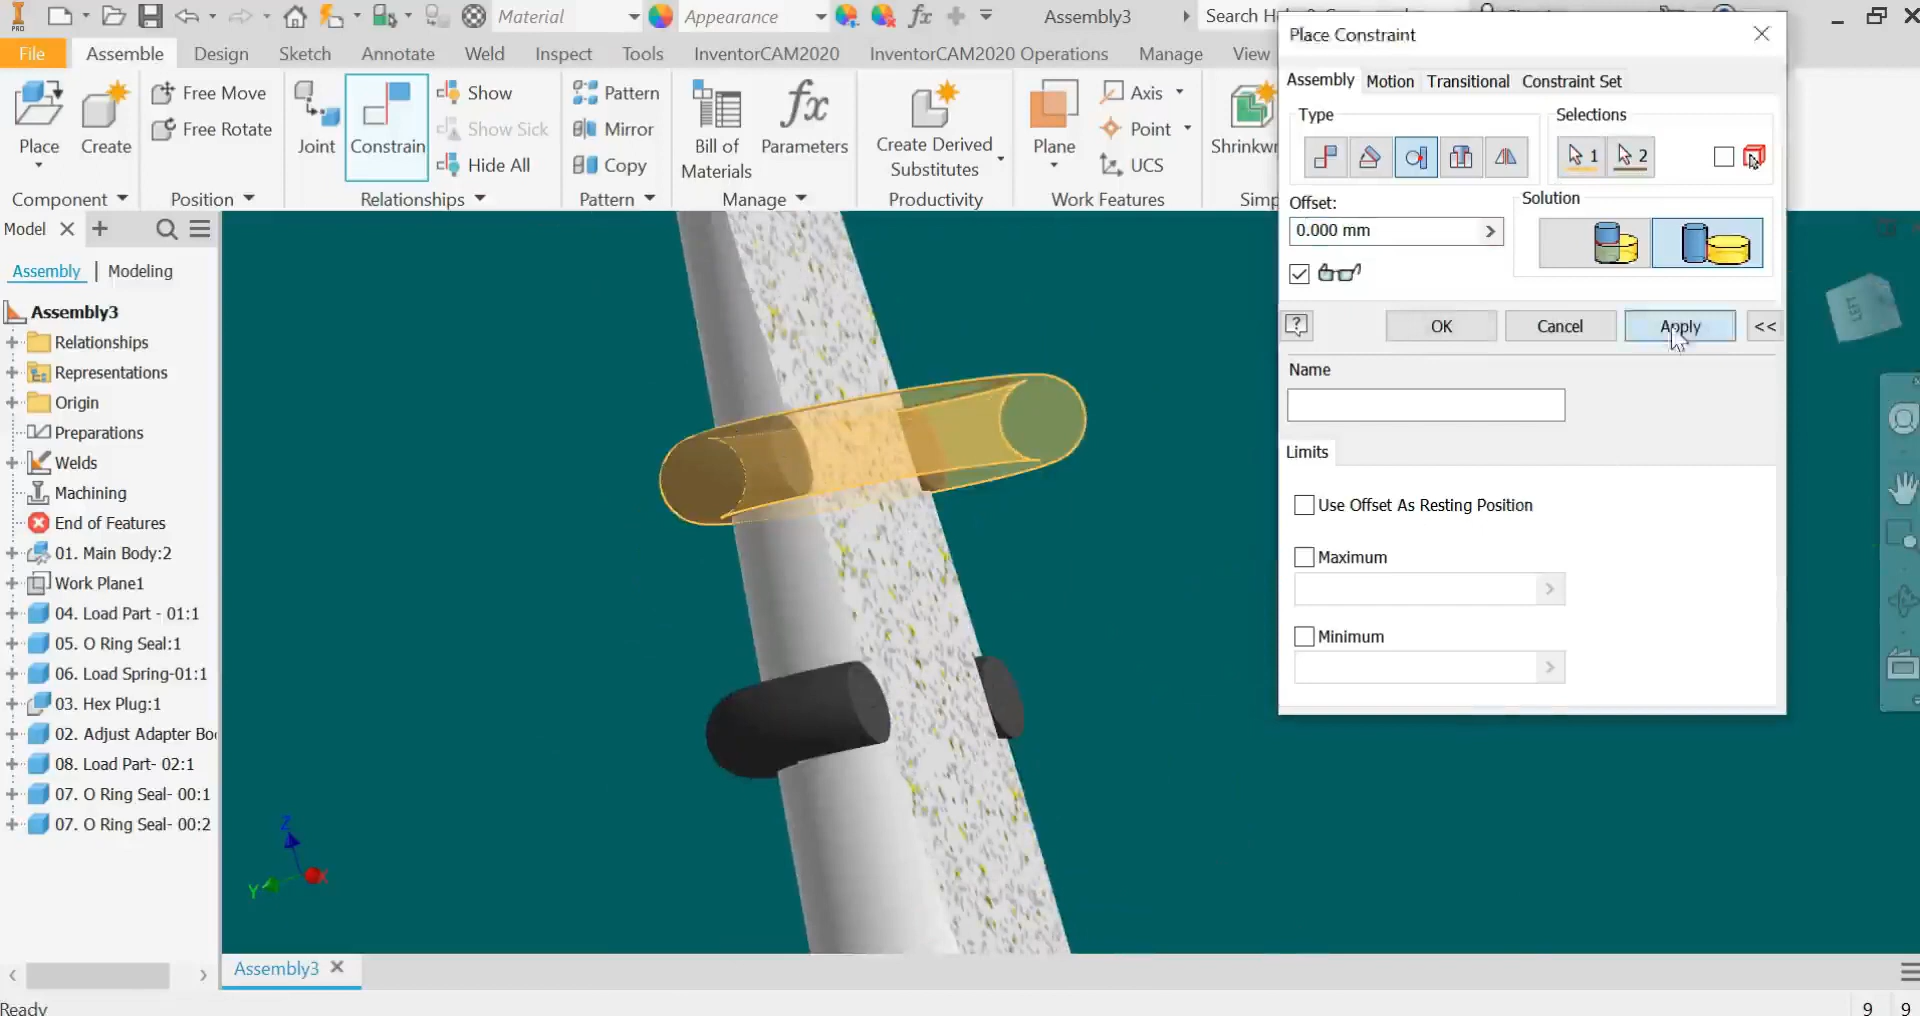 PRO
Material
Appearance
fx
Assembly3
Search Help &
File
Assemble
Design
Sketch
Annotate
Weld
Inspect
Tools
InventorCAM2020
InventorCAM2020 Operations
Manage
View
Place
Create
Free Move
Free Rotate
Joint
Constrain
Show
Show Sick
Hide All
Pattern
Mirror
Copy
Bill of
Materials
fx
Parameters
Create Derived
Substitutes
Plane
Axis
Point
UCS
Shrinkwr
Component
Position
Relationships
Pattern
Manage
Productivity
Work Features
Simp
Model
Assembly | Modeling
Assembly3
Relationships
Representations
Origin
Preparations
Welds
Machining
End of Features
01. Main Body:2
Work Plane1
04. Load Part - 01:1
05. O Ring Seal:1
06. Load Spring-01:1
03. Hex Plug:1
02. Adjust Adapter Bo
08. Load Part- 02:1
07. O Ring Seal- 00:1
07. O Ring Seal- 00:2
Z
Y
X
LEFT
Place Constraint
Assembly
Motion
Transitional
Constraint Set
Type
Selections
1
2
Offset:
Solution
0.000 mm
?
OK
Cancel
Apply
<<
Name
Limits
Use Offset As Resting Position
Maximum
Minimum
Assembly3
Ready
9
9